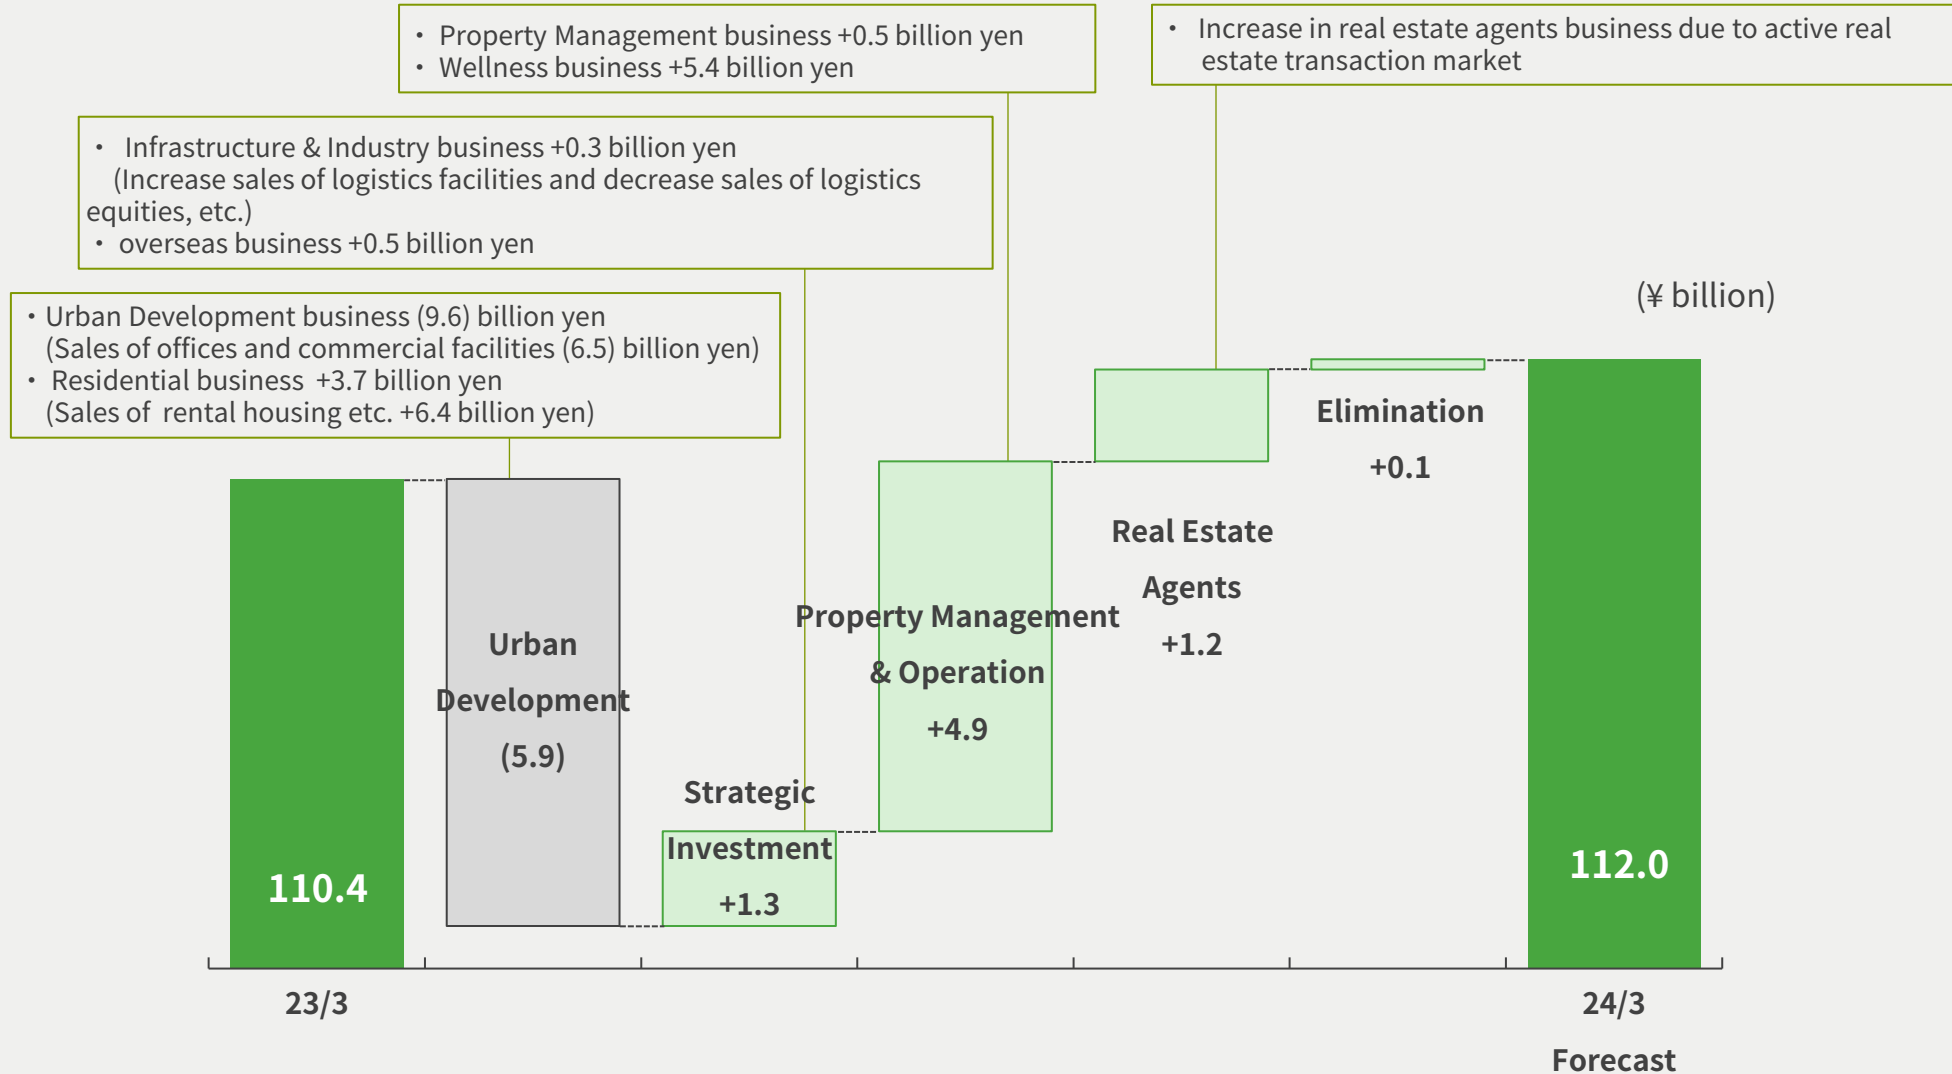 ・ Property Management business +0.5 billion yen
・ Wellness business +5.4 billion yen
・ Increase in real estate agents business due to active real
estate transaction market
・ Infrastructure & Industry business +0.3 billion yen
(Increase sales of logistics facilities and decrease sales of logistics
equities, etc.)
・ overseas business +0.5 billion yen
・Urban Development business (9.6) billion yen
(Sales of offices and commercial facilities (6.5) billion yen)
・ Residential business +3.7 billion yen
(Sales of rental housing etc. +6.4 billion yen)
(¥ billion)
110.4
Urban
Development
(5.9)
Strategic
Investment
+1.3
Property Management
& Operation
+4.9
Real Estate
Agents
+1.2
Elimination
+0.1
112.0
23/3
24/3
Forecast